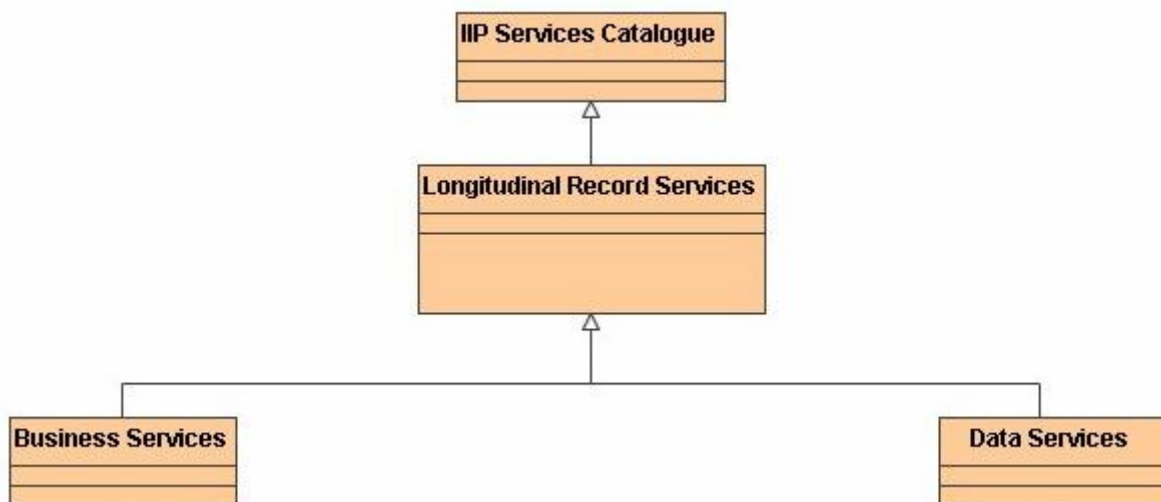 IIP Services Catalogue
Longitudinal Record Services
Business Services
Data Services